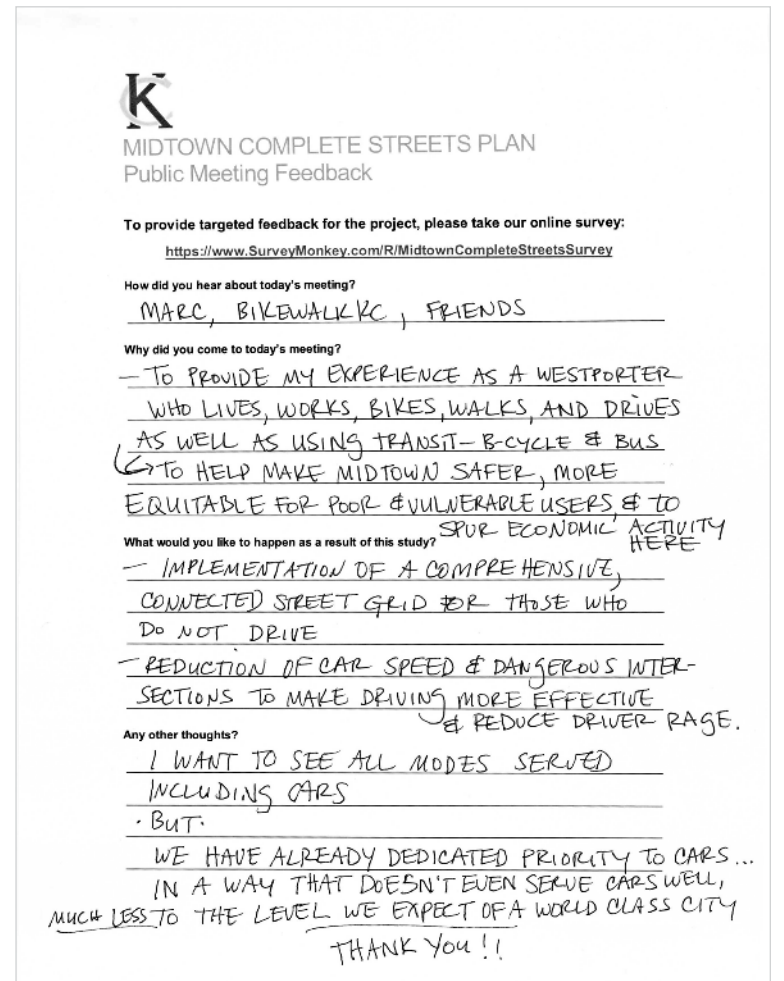 KC
MIDTOWN COMPLETE STREETS PLAN
Public Meeting Feedback
To provide targeted feedback for the project, please take our online survey:
https://www.SurveyMonkey.com/R/MidtownCompleteStreetsSurvey
How did you hear about today's meeting?
MARC, BIKEWALKKC, FRIENDS
Why did you come to today's meeting?
- TO PROVIDE MY EXPERIENCE AS A WESTPORTER
WHO LIVES, WORKS, BIKES, WALKS, AND DRIVES
AS WELL AS USING TRANSIT - B-CYCLE & BUS
→ TO HELP MAKE MIDTOWN SAFER, MORE
EQUITABLE FOR POOR & VULNERABLE USERS, & TO
SPUR ECONOMIC ACTIVITY
HERE
What would you like to happen as a result of this study?
- IMPLEMENTATION OF A COMPREHENSIVE,
CONNECTED STREET GRID FOR THOSE WHO
DO NOT DRIVE
- REDUCTION OF CAR SPEED & DANGEROUS INTER-
SECTIONS TO MAKE DRIVING MORE EFFECTIVE
& REDUCE DRIVER RAGE.
Any other thoughts?
I WANT TO SEE ALL MODES SERVED
INCLUDING CARS
· BUT ·
WE HAVE ALREADY DEDICATED PRIORITY TO CARS...
IN A WAY THAT DOESN'T EVEN SERVE CARS WELL,
MUCH LESS TO THE LEVEL WE EXPECT OF A WORLD CLASS CITY
THANK YOU!!